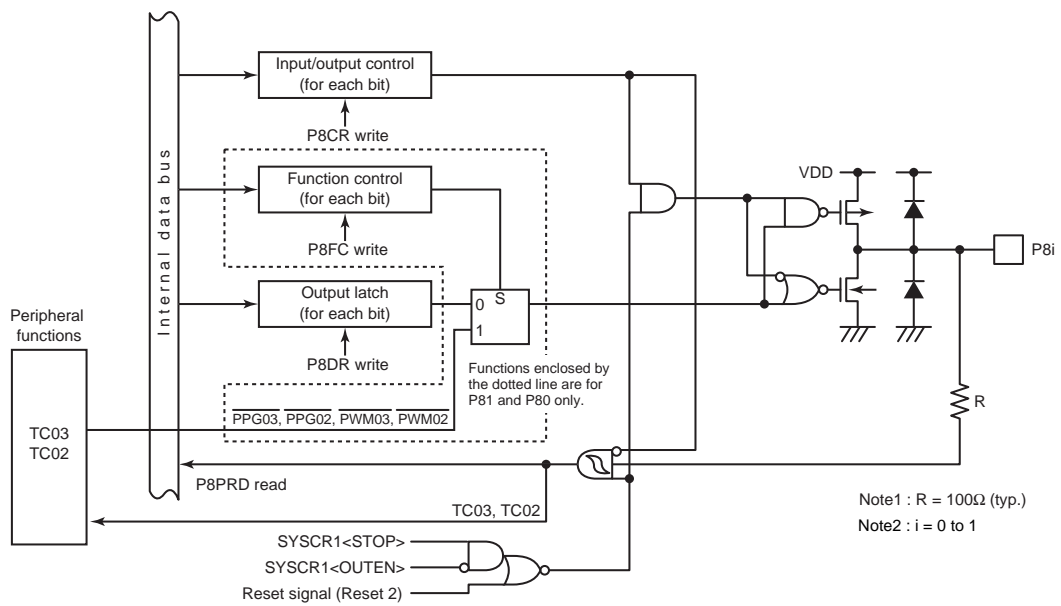 Input/output control
(for each bit)
P8CR write
Internal data bus
Function control
(for each bit)
P8FC write
VDD
P8i
Output latch
(for each bit)
P8DR write
0
S
1
Peripheral
functions
TC03
TC02
Functions enclosed by
the dotted line are for
P81 and P80 only.
PPG03, PPG02, PWM03, PWM02
R
P8PRD read
TC03, TC02
Note1 : R = 100Ω (typ.)
Note2 : i = 0 to 1
SYSCR1<STOP>
SYSCR1<OUTEN>
Reset signal (Reset 2)